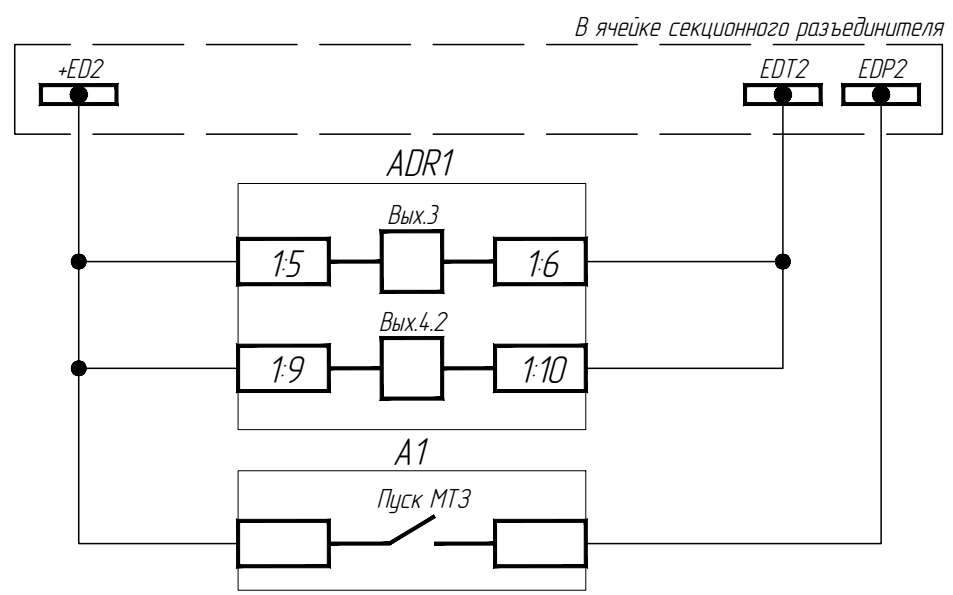 В ячейке секционного разъединителя
+ED2 EDT2 EDP2
ADR1
Вых.3
1:5 1:6
Вых.4.2
1:9 1:10
A1
Пуск МТЗ